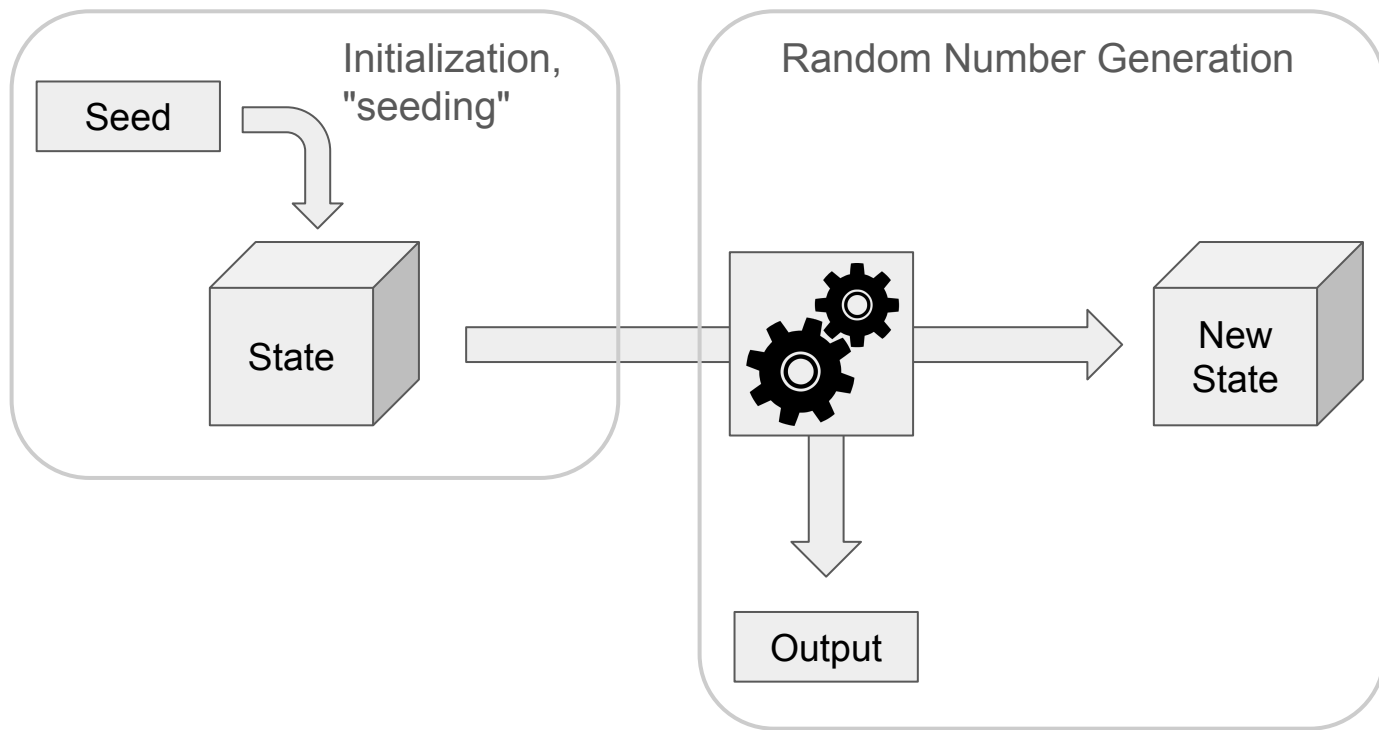 Initialization,
"seeding"
Seed
State
Random Number Generation
New
State
Output